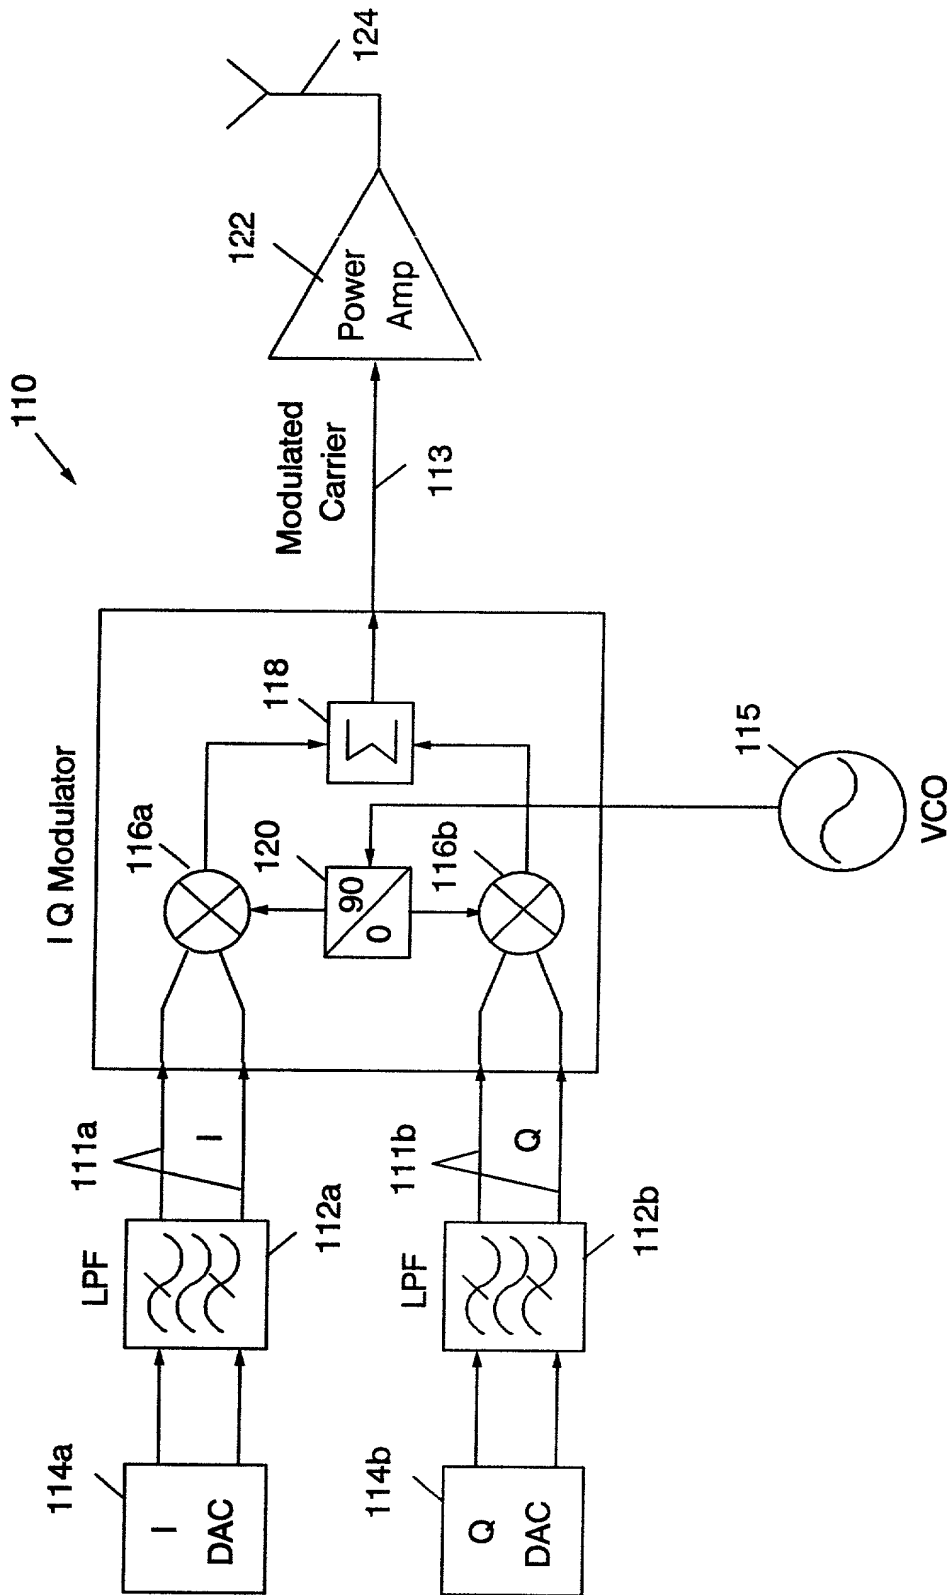 110
I Q Modulator
114a
I
DAC
LPF
112a
111a
I
116a
120
90
0
118
Σ
Modulated
Carrier
113
122
Power
Amp
124
114b
Q
DAC
LPF
112b
111b
Q
116b
115
VCO